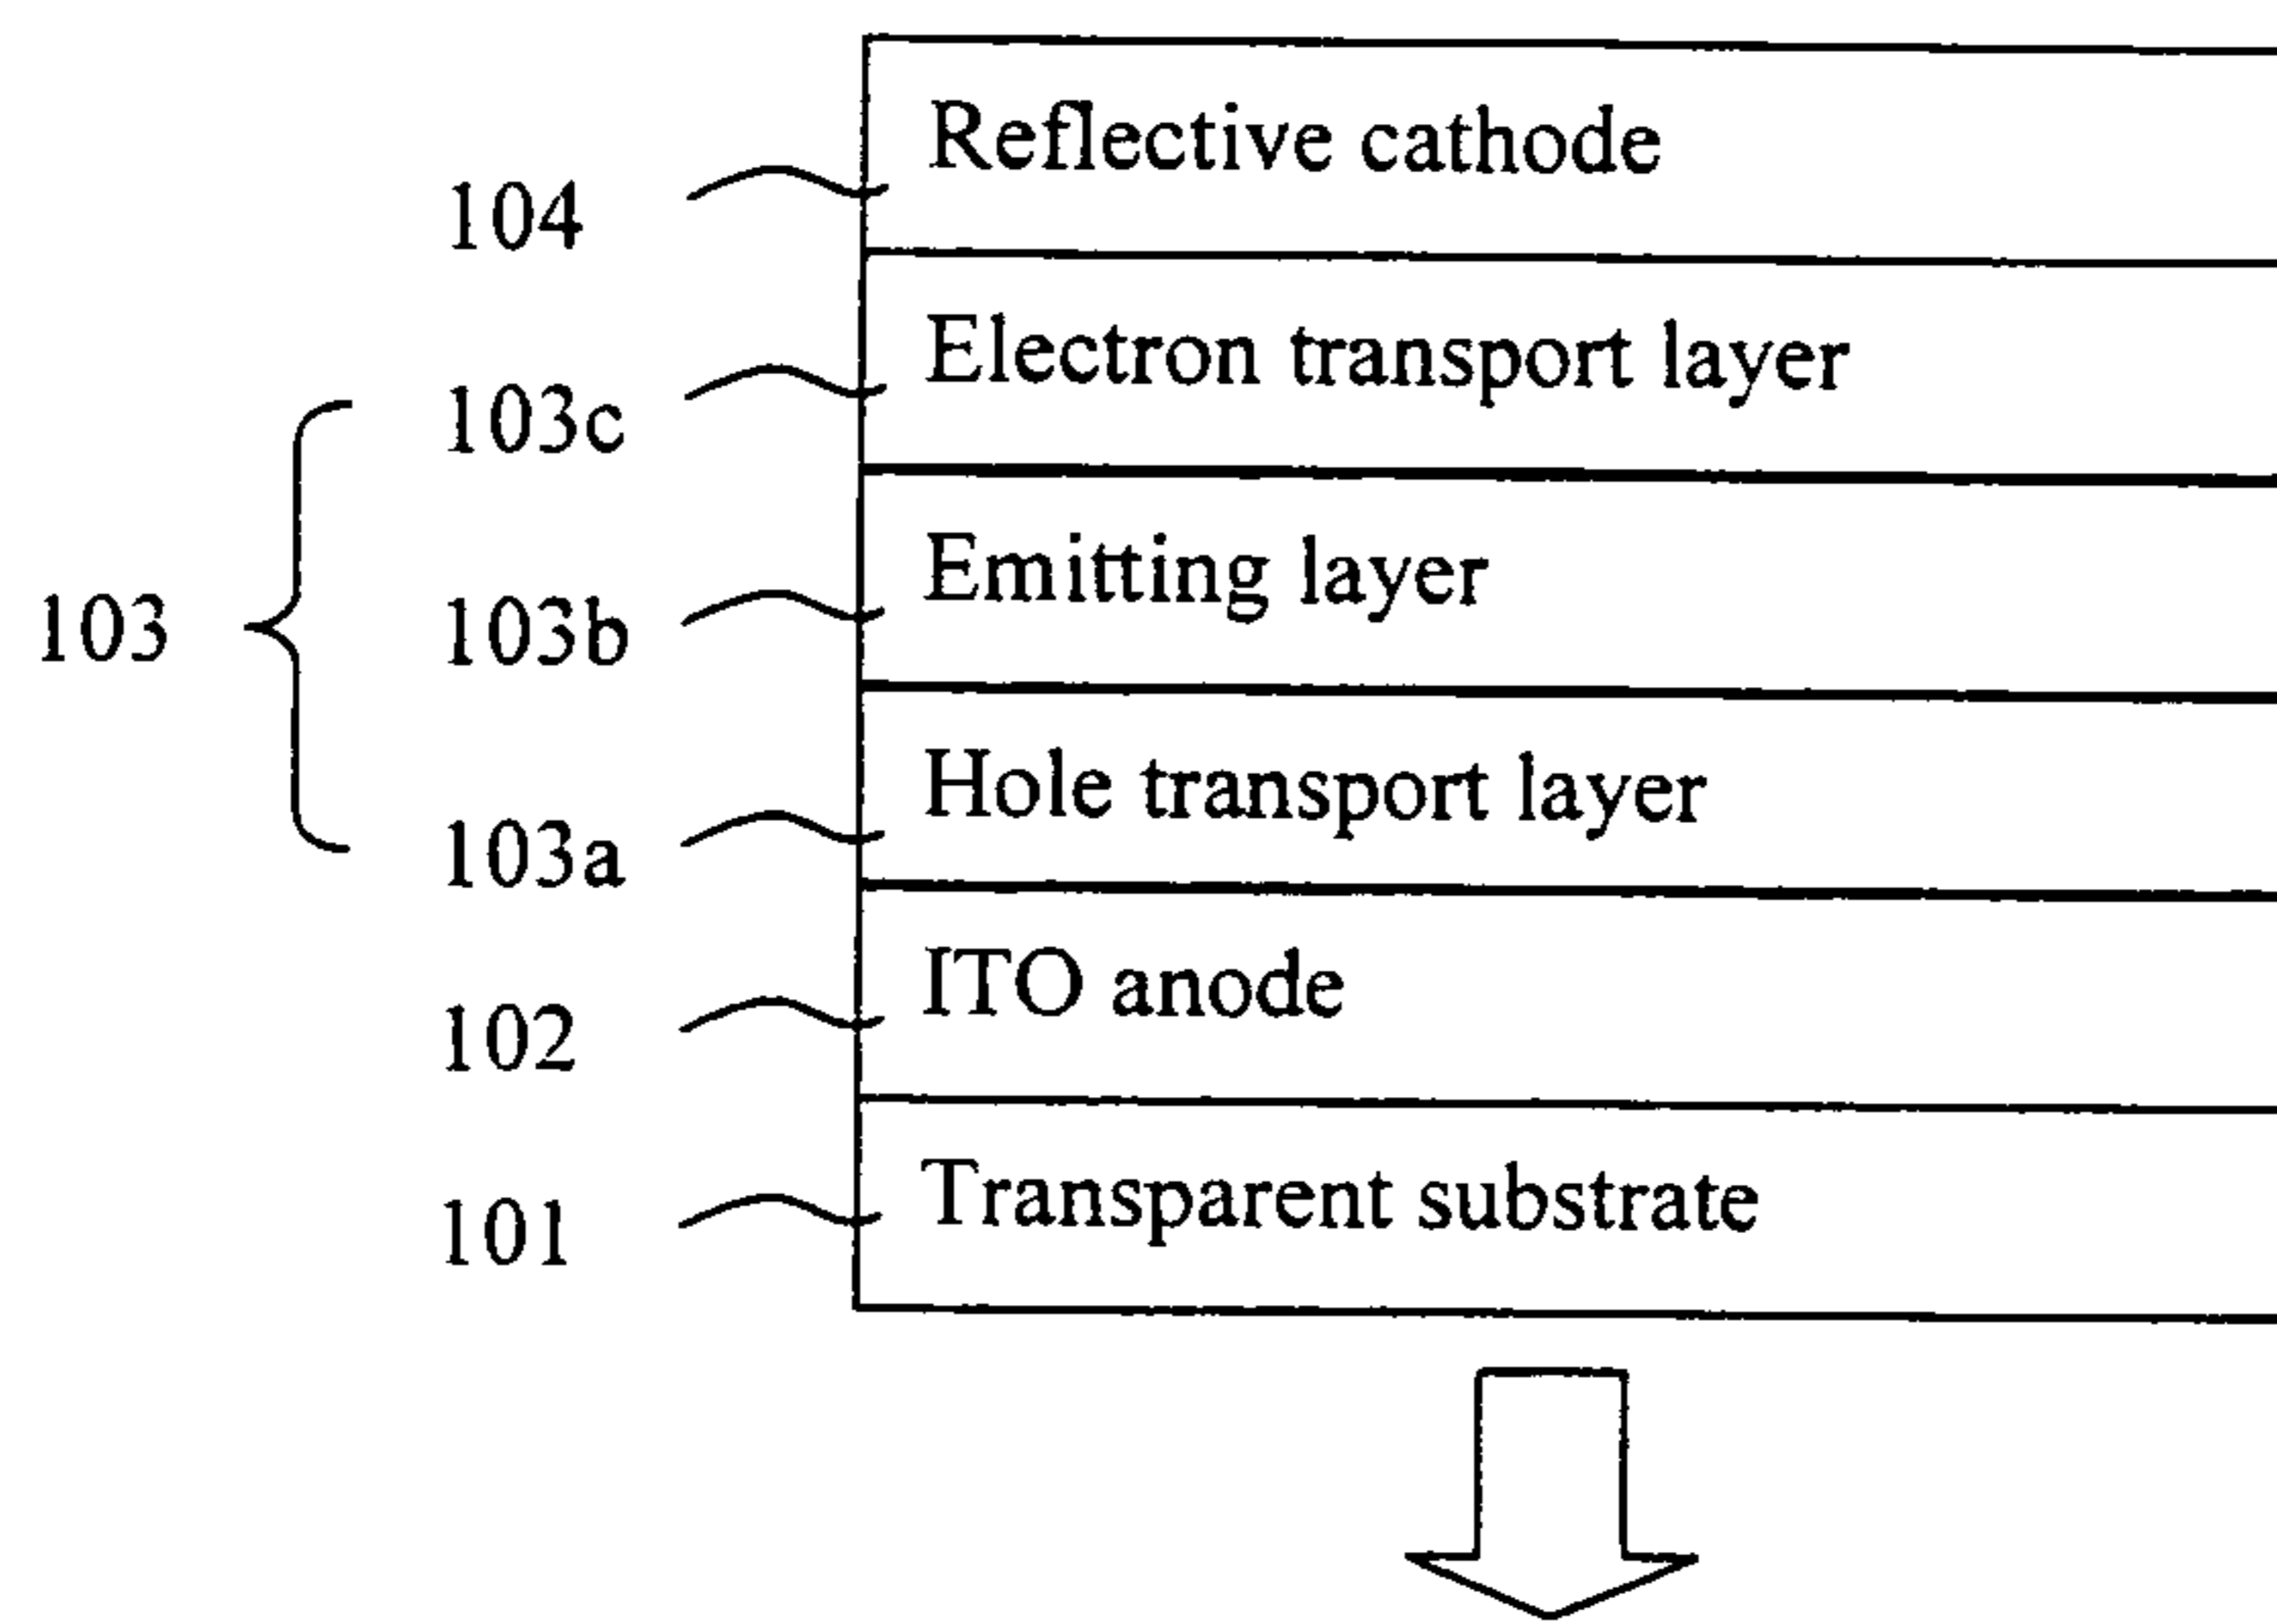 Reflective cathode
104
Electron transport layer
103c
Emitting layer
103
103b
Hole transport layer
103a
ITO anode
102
Transparent substrate
101